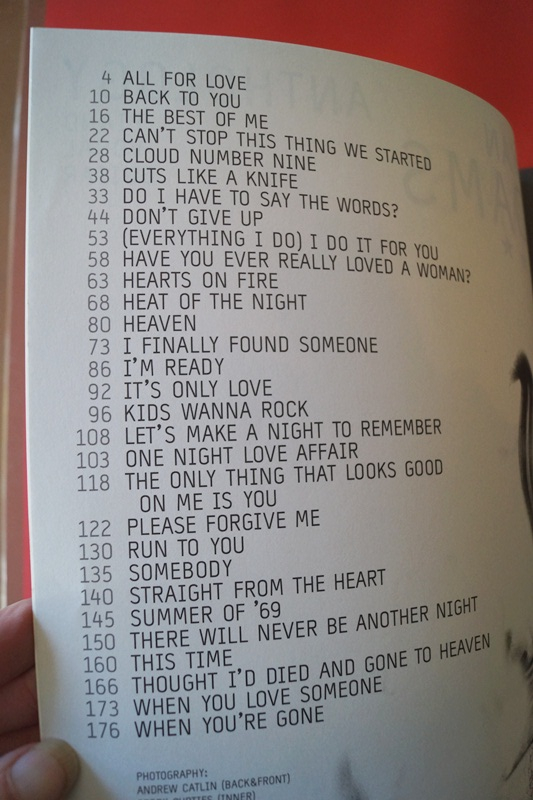 4 ALL FOR LOVE
10 BACK TO YOU
16 THE BEST OF ME
22 CAN'T STOP THIS THING WE STARTED
28 CLOUD NUMBER NINE
38 CUTS LIKE A KNIFE
33 DO I HAVE TO SAY THE WORDS?
44 DON'T GIVE UP
53 (EVERYTHING I DO) I DO IT FOR YOU
58 HAVE YOU EVER REALLY LOVED A WOMAN?
63 HEARTS ON FIRE
68 HEAT OF THE NIGHT
80 HEAVEN
73 I FINALLY FOUND SOMEONE
86 I'M READY
92 IT'S ONLY LOVE
96 KIDS WANNA ROCK
108 LET'S MAKE A NIGHT TO REMEMBER
103 ONE NIGHT LOVE AFFAIR
118 THE ONLY THING THAT LOOKS GOOD
ON ME IS YOU
122 PLEASE FORGIVE ME
130 RUN TO YOU
135 SOMEBODY
140 STRAIGHT FROM THE HEART
145 SUMMER OF '69
150 THERE WILL NEVER BE ANOTHER NIGHT
160 THIS TIME
166 THOUGHT I'D DIED AND GONE TO HEAVEN
173 WHEN YOU LOVE SOMEONE
176 WHEN YOU'RE GONE
PHOTOGRAPHY:
ANDREW CATLIN (BACK&FRONT)
(INNER)